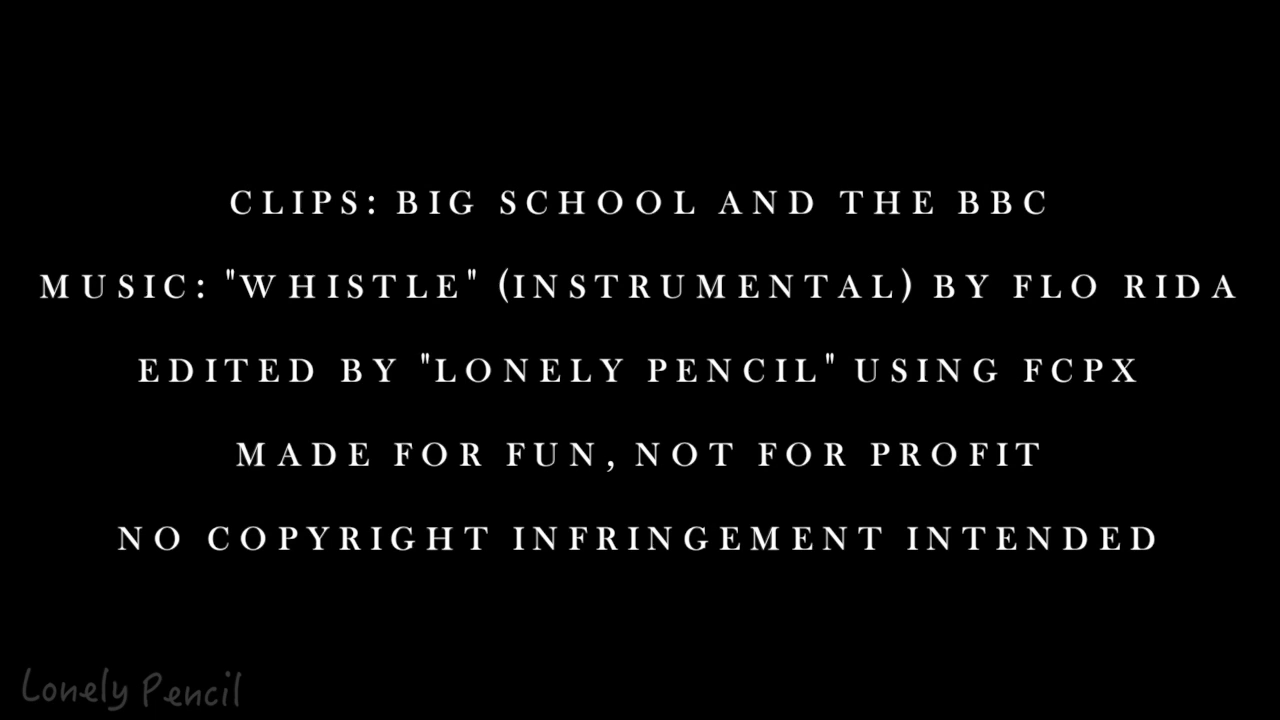 CLIPS: BIG SCHOOL AND THE BBC
MUSIC: "WHISTLE" (INSTRUMENTAL) BY FLO RIDA
EDITED BY "LONELY PENCIL" USING FCPX
MADE FOR FUN, NOT FOR PROFIT
NO COPYRIGHT INFRINGEMENT INTENDED
Lonely Pencil